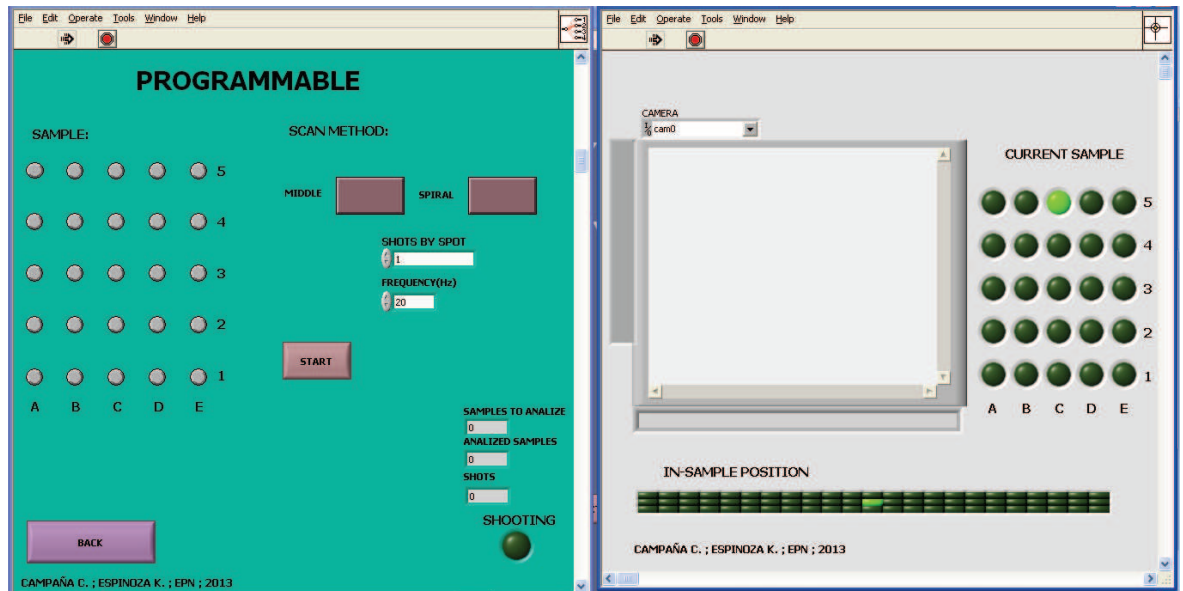 File Edit Operate Tools Window Help
PROGRAMMABLE
SAMPLE:
SCAN METHOD:
5
MIDDLE
SPIRAL
4
SHOTS BY SPOT
1
3
FREQUENCY(Hz)
20
2
START
1
A B C D E
SAMPLES TO ANALIZE
0
ANALIZED SAMPLES
0
SHOTS
0
SHOOTING
BACK
CAMPAÑA C. ; ESPINOZA K. ; EPN ; 2013
File Edit Operate Tools Window Help
CAMERA
cam0
CURRENT SAMPLE
5
4
3
2
1
A B C D E
IN-SAMPLE POSITION
CAMPAÑA C. ; ESPINOZA K. ; EPN ; 2013